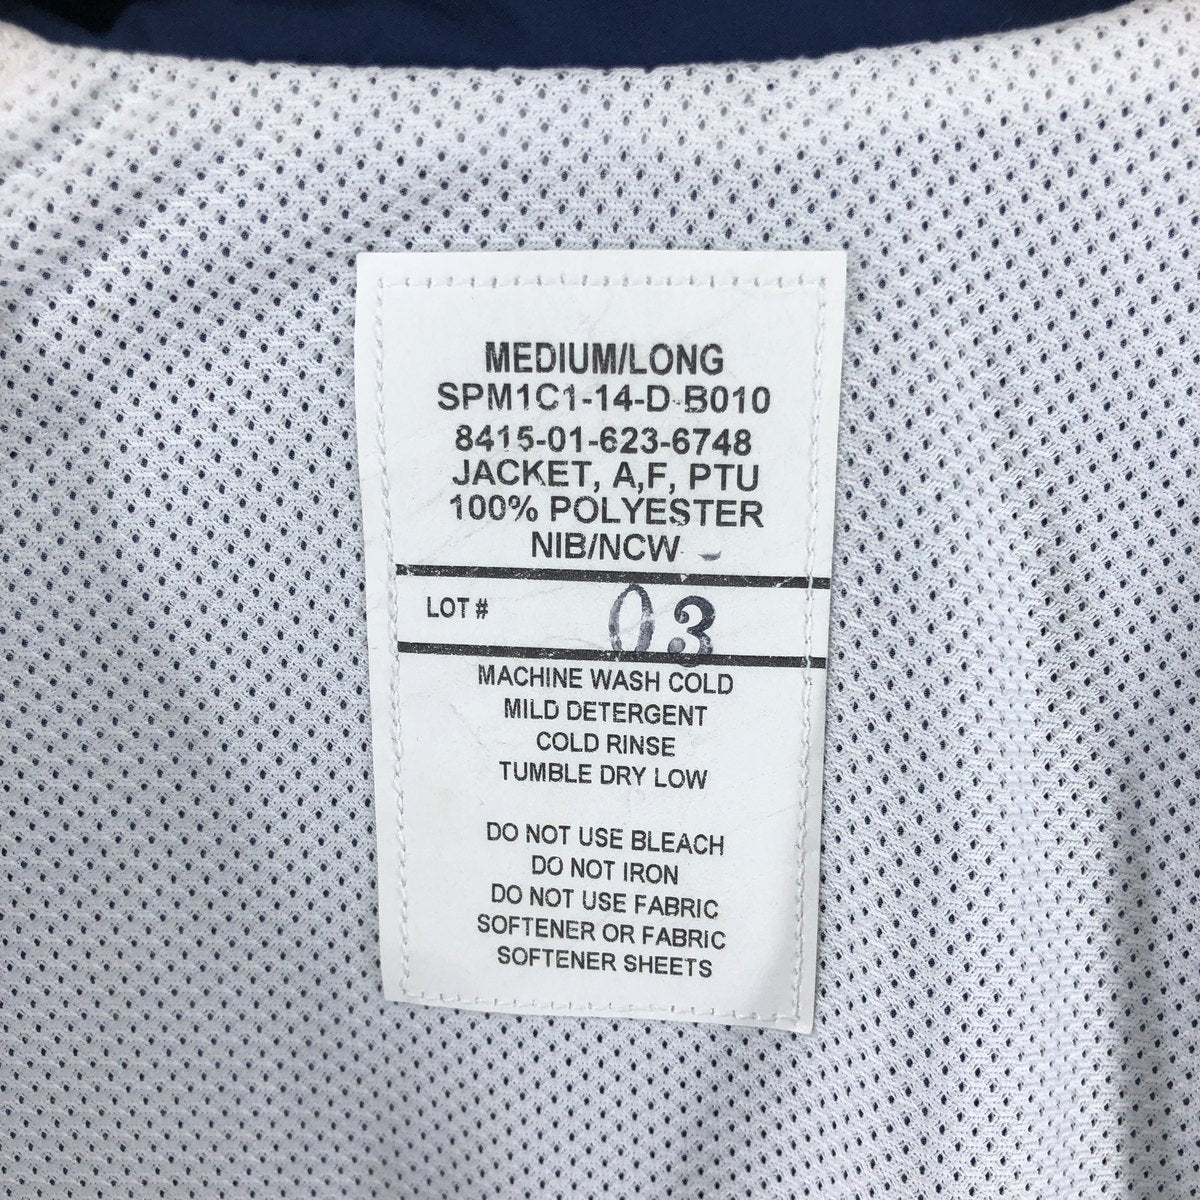 MEDIUM/LONG
SPM1C1-14-D-B010
8415-01-623-6748
JACKET, A,F, PTU
100% POLYESTER
NIB/NCW
LOT # 03
MACHINE WASH COLD
MILD DETERGENT
COLD RINSE
TUMBLE DRY LOW
DO NOT USE BLEACH
DO NOT IRON
DO NOT USE FABRIC
SOFTENER OR FABRIC
SOFTENER SHEETS